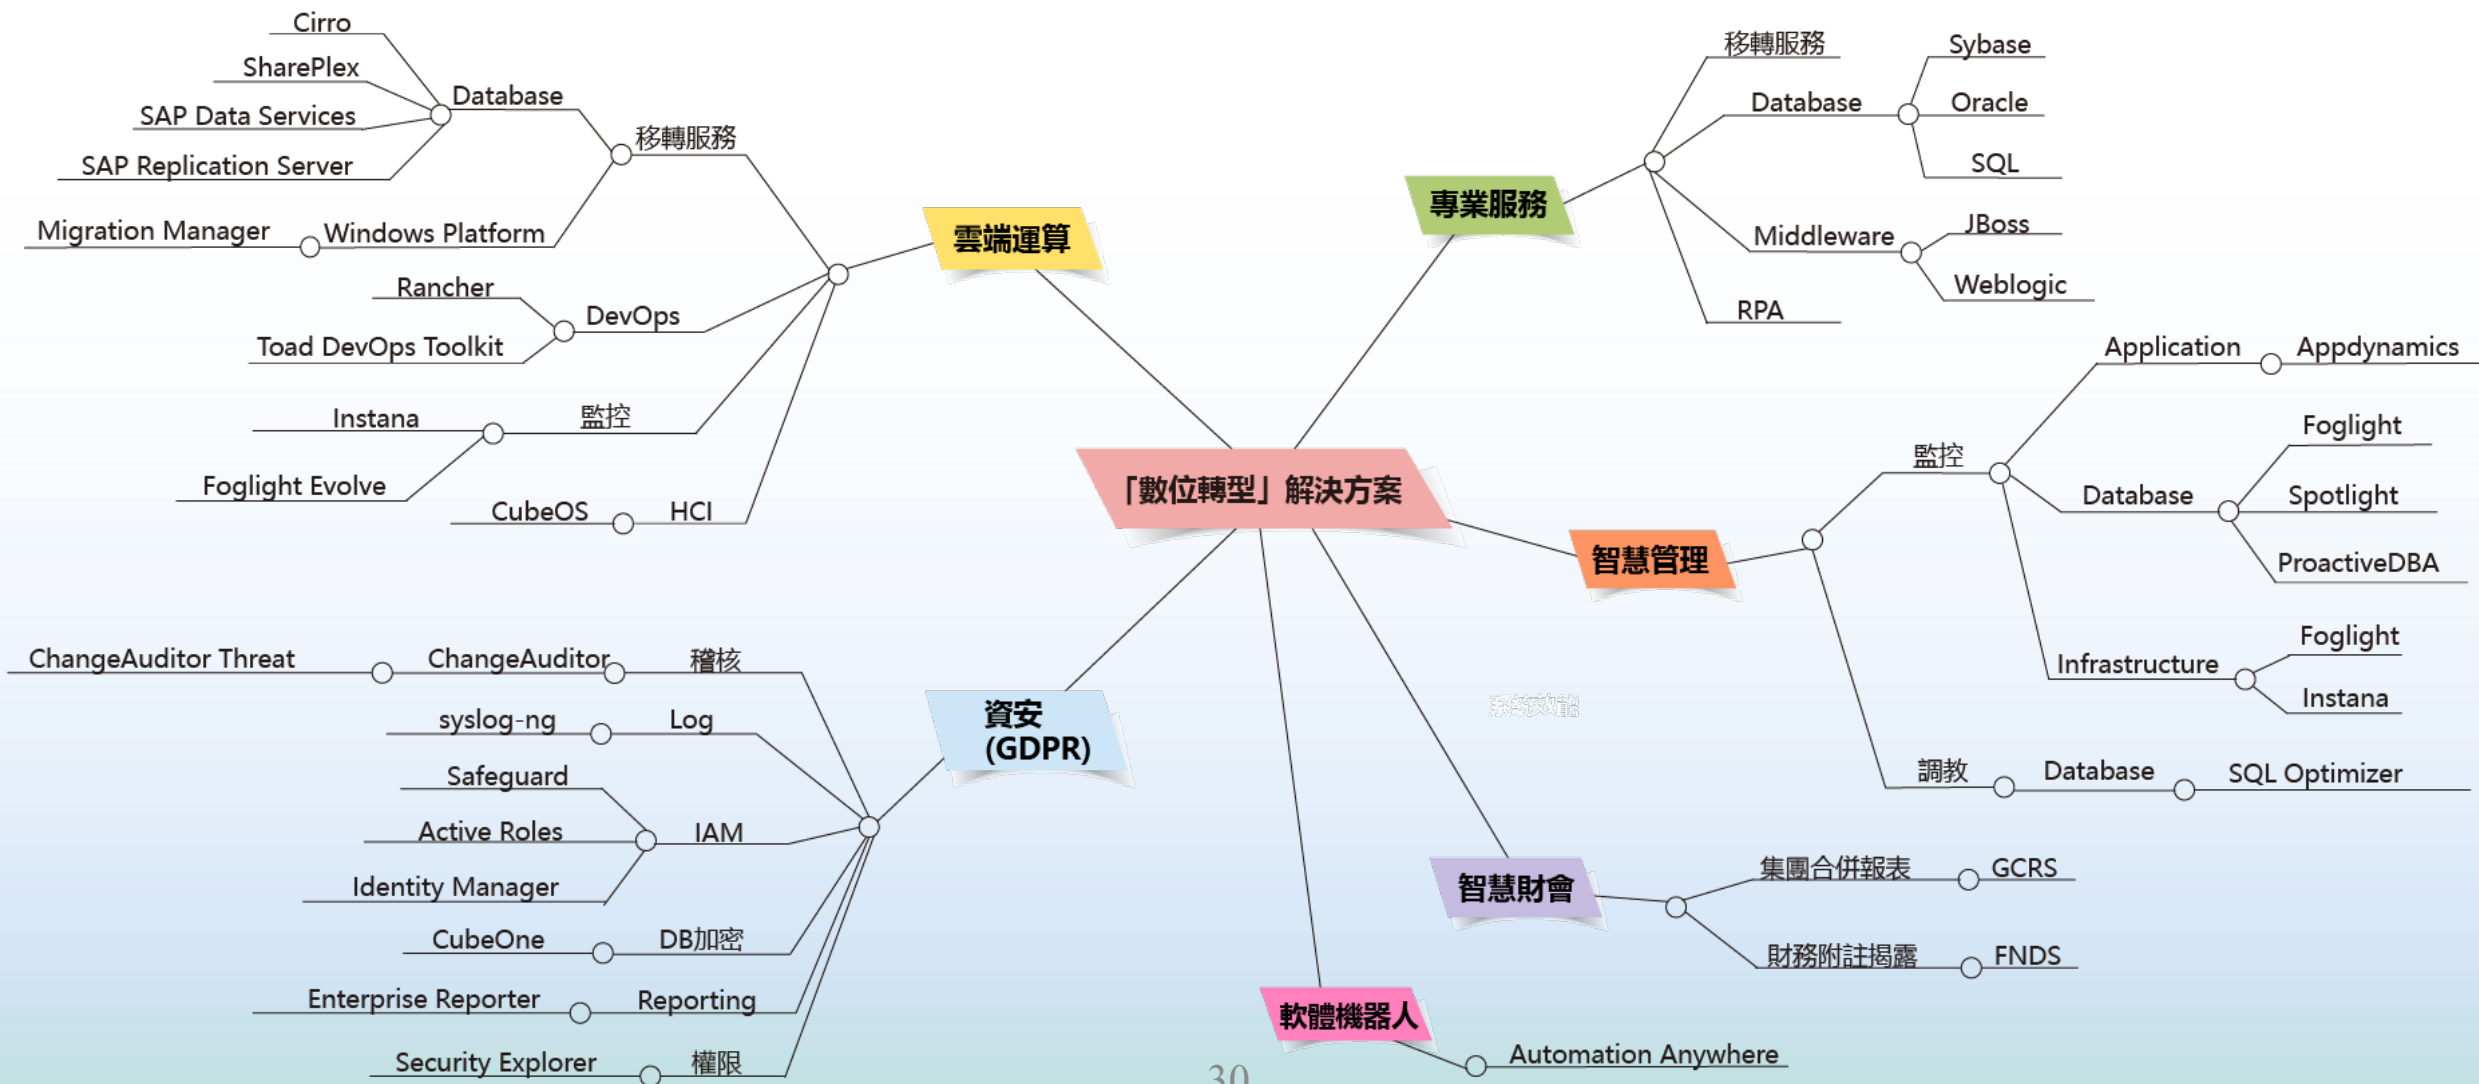 「數位轉型」解決方案
雲端運算
移轉服務
Database
Cirro
SharePlex
SAP Data Services
SAP Replication Server
Windows Platform
Migration Manager
DevOps
Rancher
Toad DevOps Toolkit
監控
Instana
Foglight Evolve
HCI
CubeOS
資安
(GDPR)
稽核
ChangeAuditor
ChangeAuditor Threat
Log
syslog-ng
IAM
Safeguard
Active Roles
Identity Manager
DB加密
CubeOne
Reporting
Enterprise Reporter
權限
Security Explorer
專業服務
移轉服務
Database
Sybase
Oracle
SQL
Middleware
JBoss
Weblogic
RPA
智慧管理
監控
Application
Appdynamics
Database
Foglight
Spotlight
ProactiveDBA
Infrastructure
Foglight
Instana
調教
Database
SQL Optimizer
系統效能
智慧財會
集團合併報表
GCRS
財務附註揭露
FNDS
軟體機器人
Automation Anywhere
30